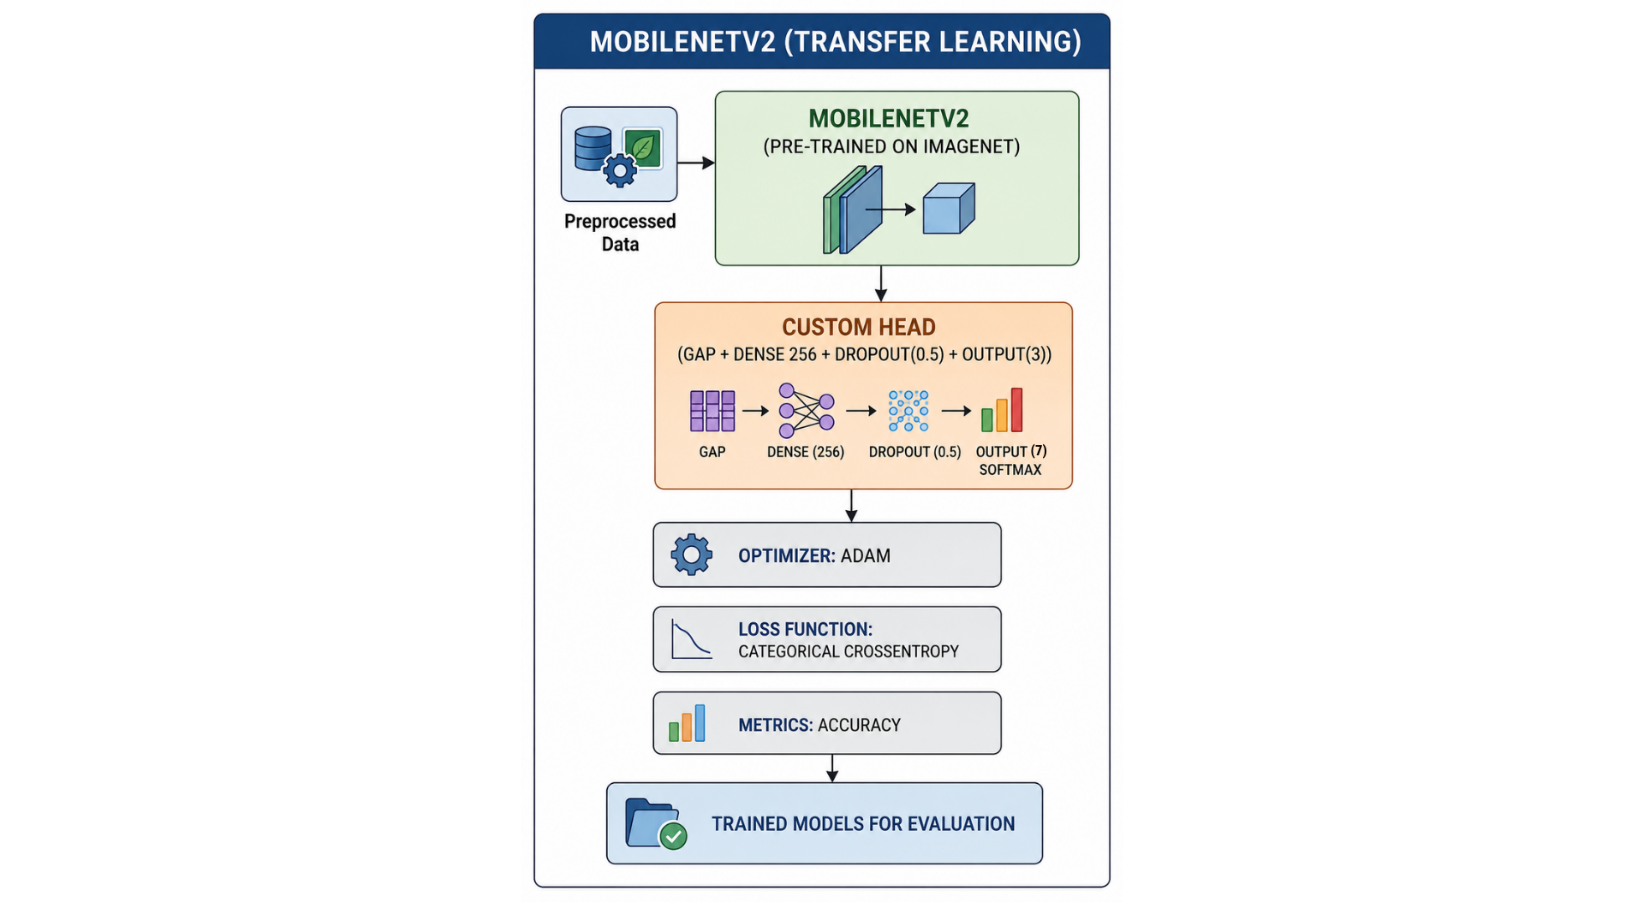 MOBILENETV2 (TRANSFER LEARNING)
Preprocessed
Data
MOBILENETV2
(PRE-TRAINED ON IMAGENET)
CUSTOM HEAD
(GAP + DENSE 256 + DROPOUT(0.5) + OUTPUT(3))
GAP
DENSE (256)
DROPOUT (0.5)
OUTPUT (7)
SOFTMAX
OPTIMIZER: ADAM
LOSS FUNCTION:
CATEGORICAL CROSSENTROPY
METRICS: ACCURACY
TRAINED MODELS FOR EVALUATION